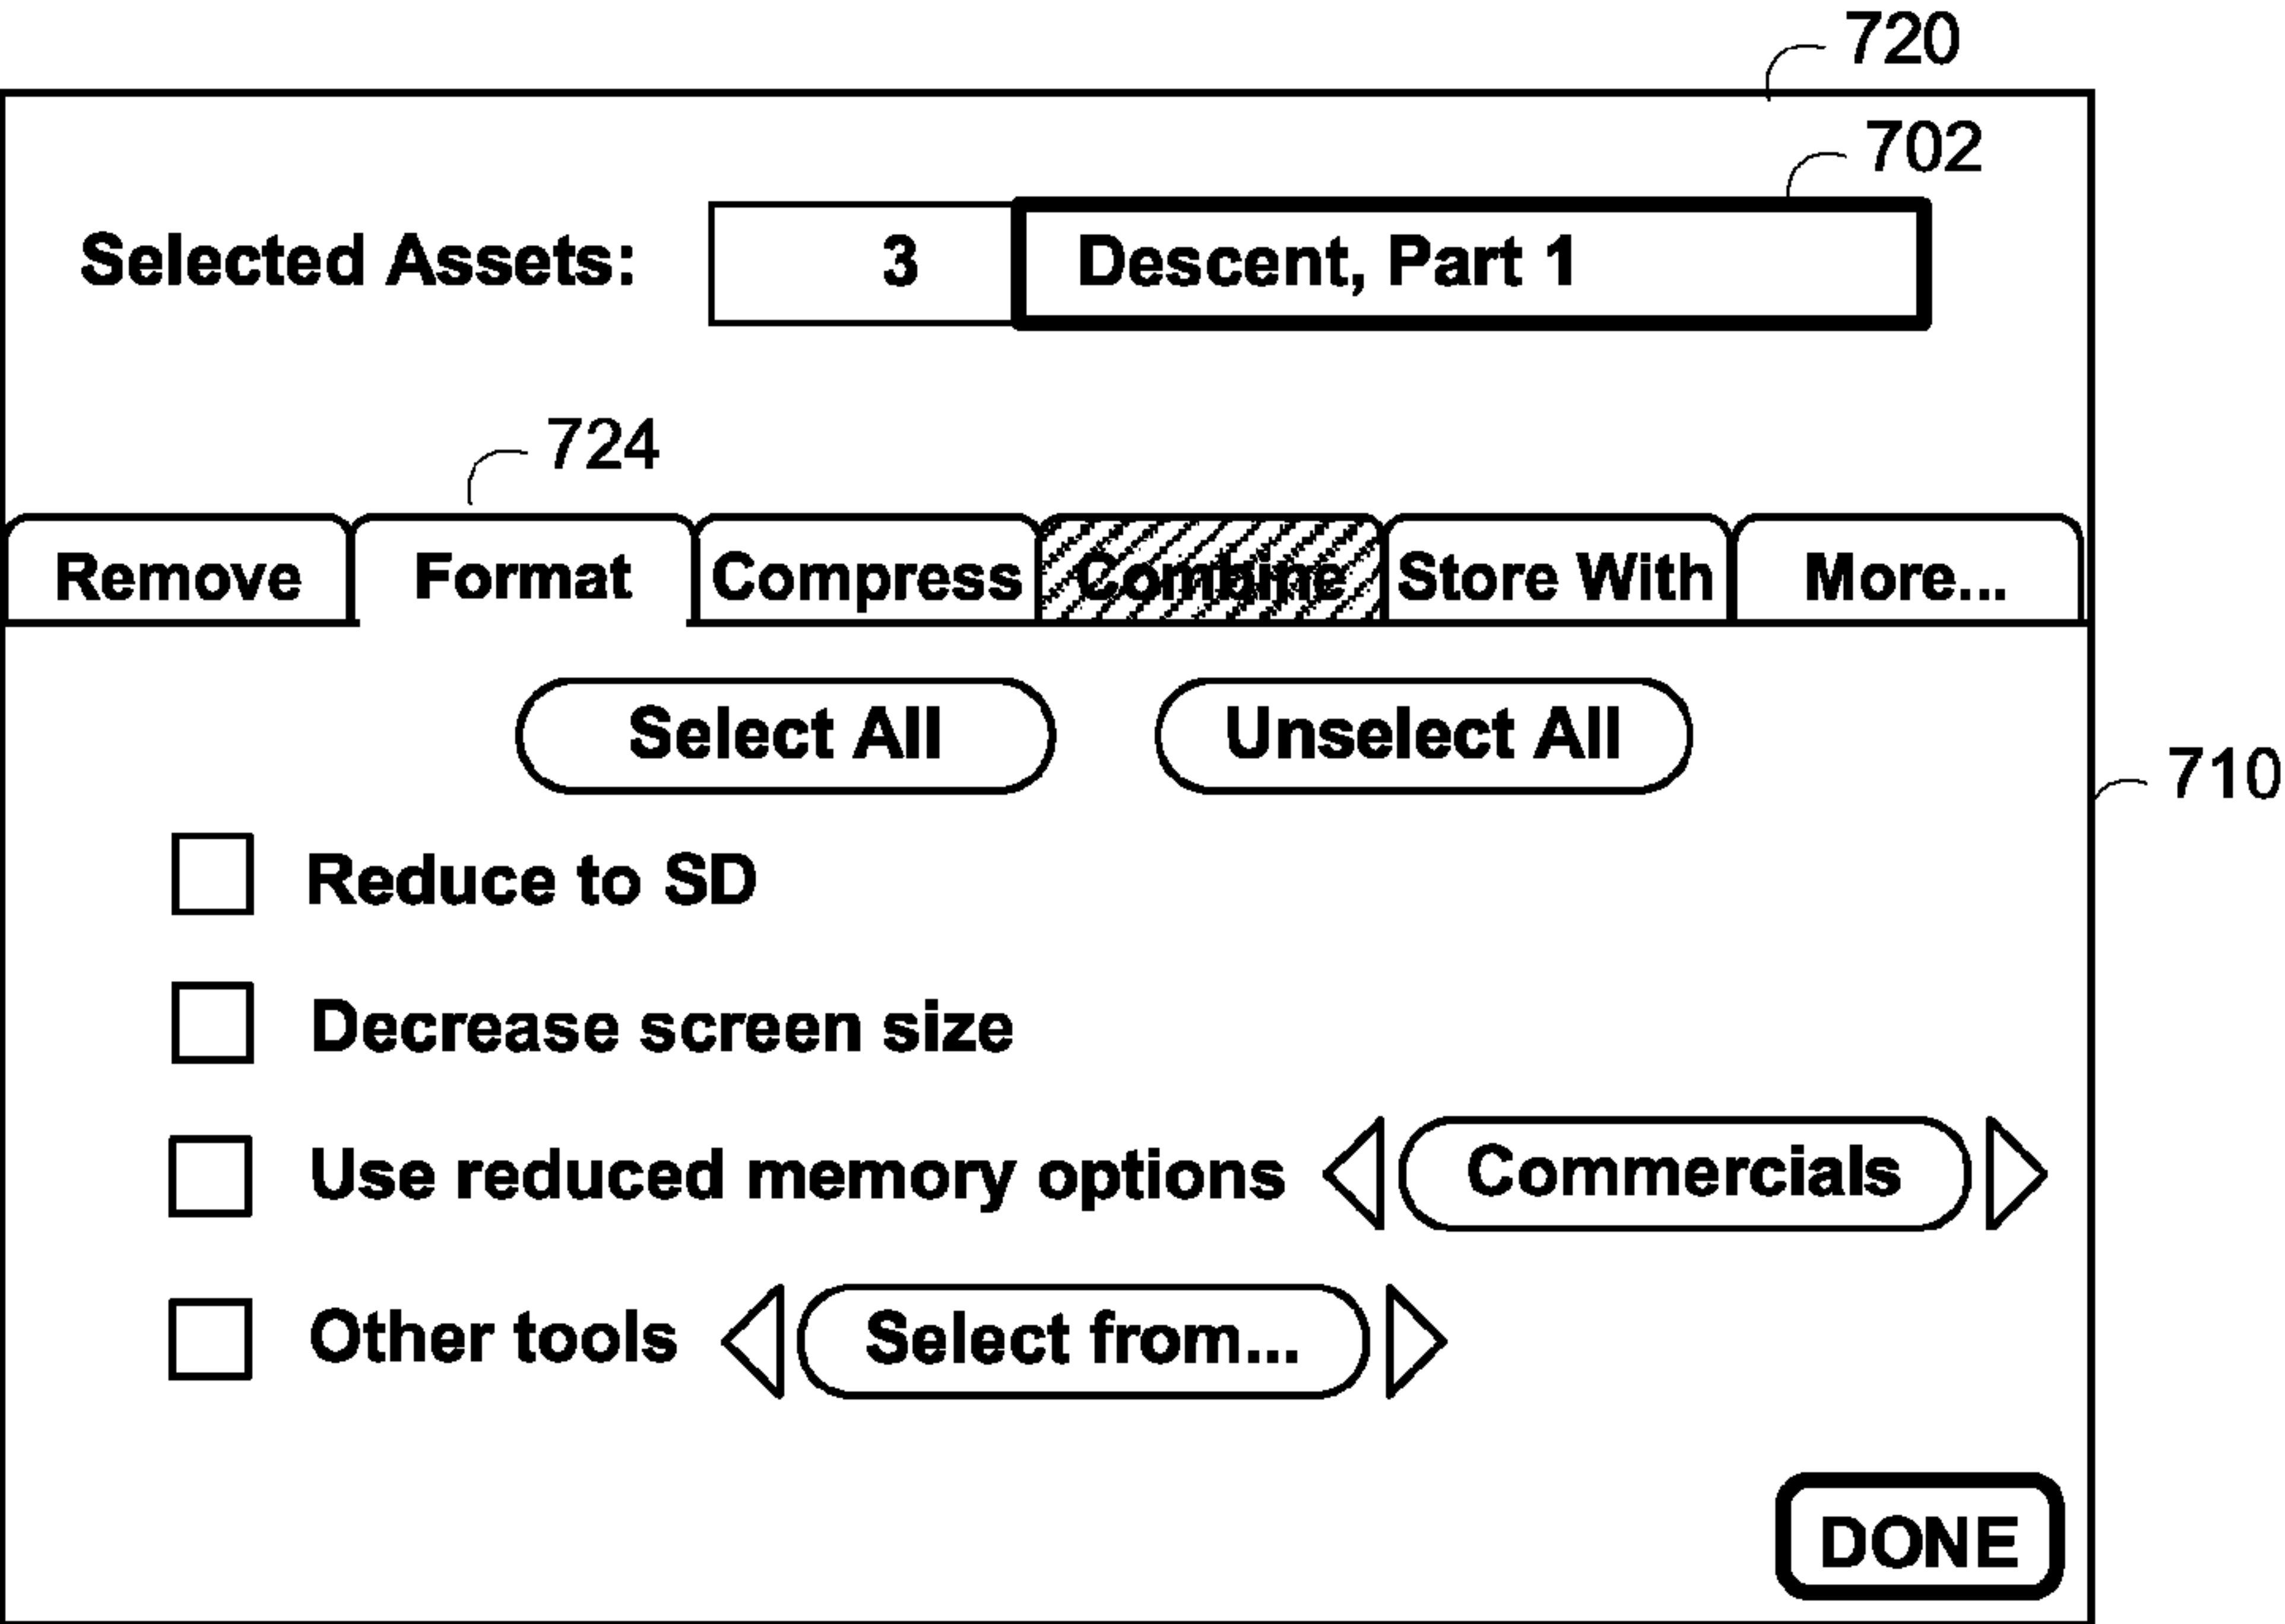 720
702
Selected Assets: 3 Descent, Part 1
724
Remove Format Compress Combine Store With More...
Select All Unselect All
710
Reduce to SD
Decrease screen size
Use reduced memory options Commercials
Other tools Select from...
DONE